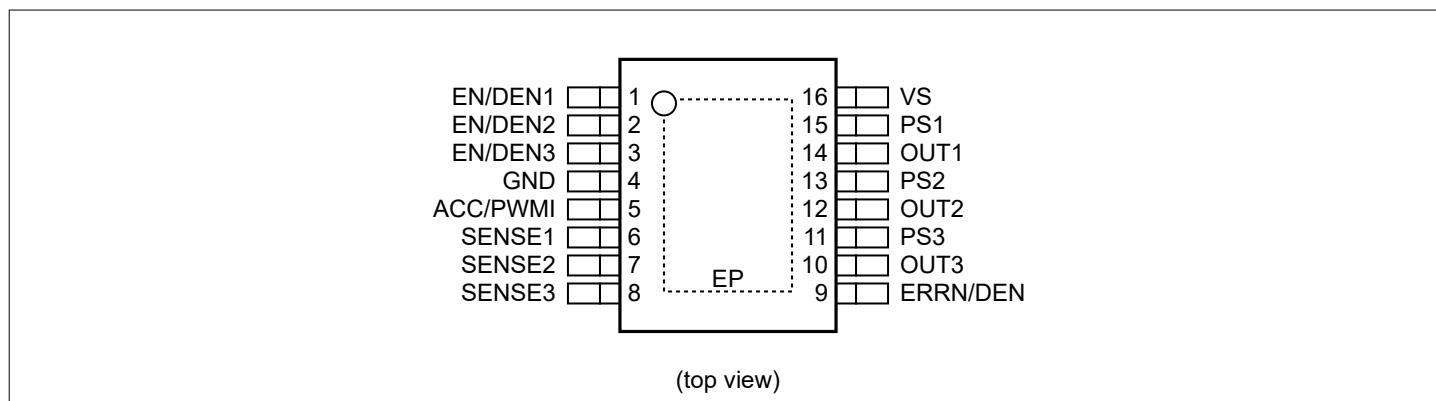 EN/DEN1 1 16 VS
EN/DEN2 2 15 PS1
EN/DEN3 3 14 OUT1
GND 4 13 PS2
ACC/PWMI 5 12 OUT2
SENSE1 6 11 PS3
SENSE2 7 10 OUT3
SENSE3 8 EP 9 ERRN/DEN
(top view)